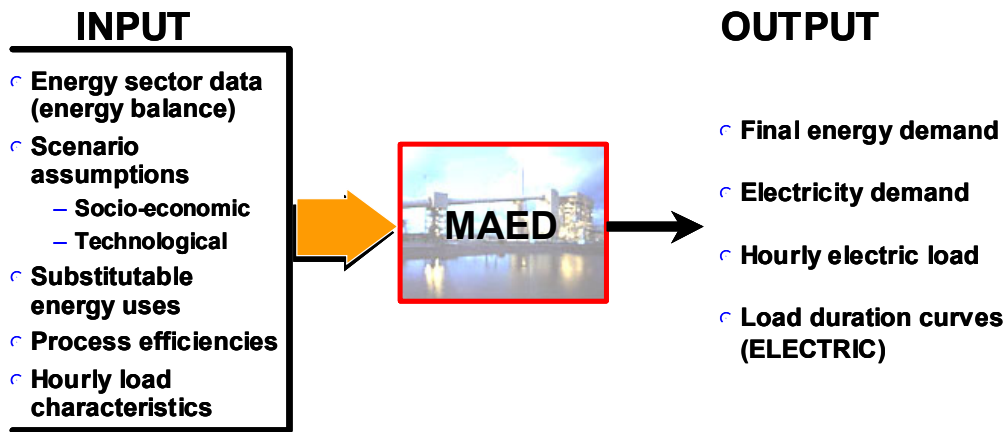 INPUT
Energy sector data
(energy balance)
Scenario
assumptions
– Socio-economic
– Technological
Substitutable
energy uses
Process efficiencies
Hourly load
characteristics
MAED
OUTPUT
Final energy demand
Electricity demand
Hourly electric load
Load duration curves
(ELECTRIC)